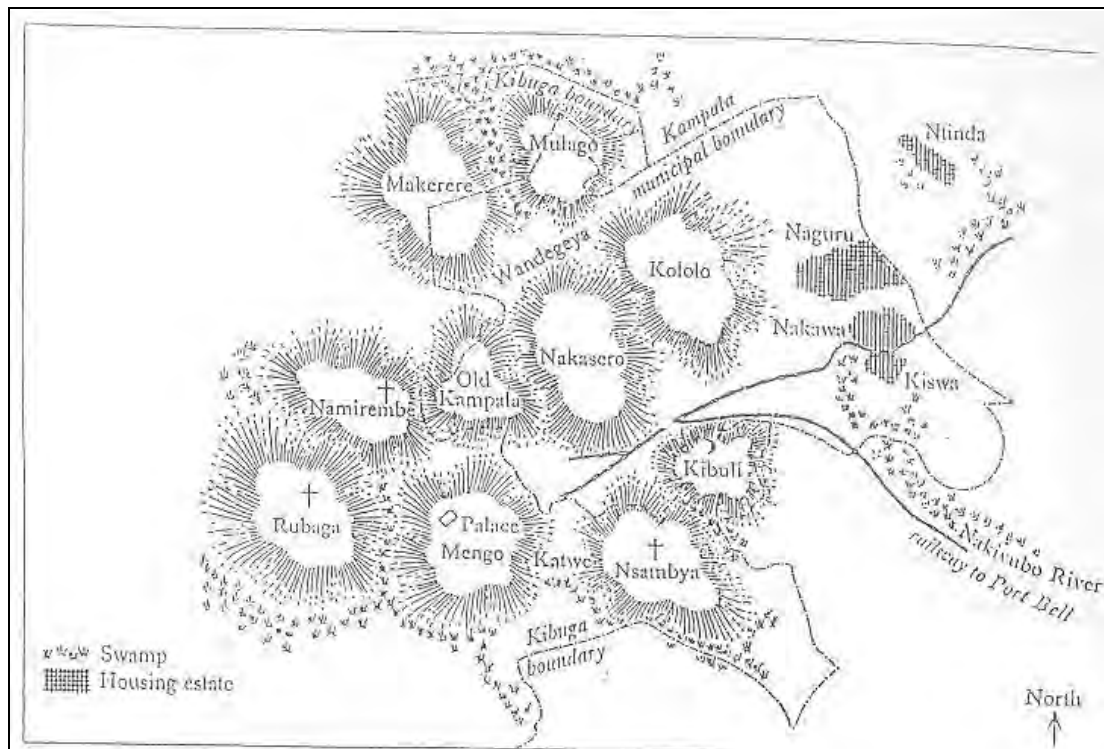 Kibuga boundary
Kampala
municipal boundary
Ntinda
Mulago
Makerere
Wandegeya
Naguru
Kololo
Nakawa
Nakasero
Old
Kampala
Kiswa
Namirembe
Kibuli
Rubaga
Palace
Mengo
Katwe
Nsambya
Nakivubo River
railway to Port Bell
Kibuga
boundary
Swamp
Housing estate
North